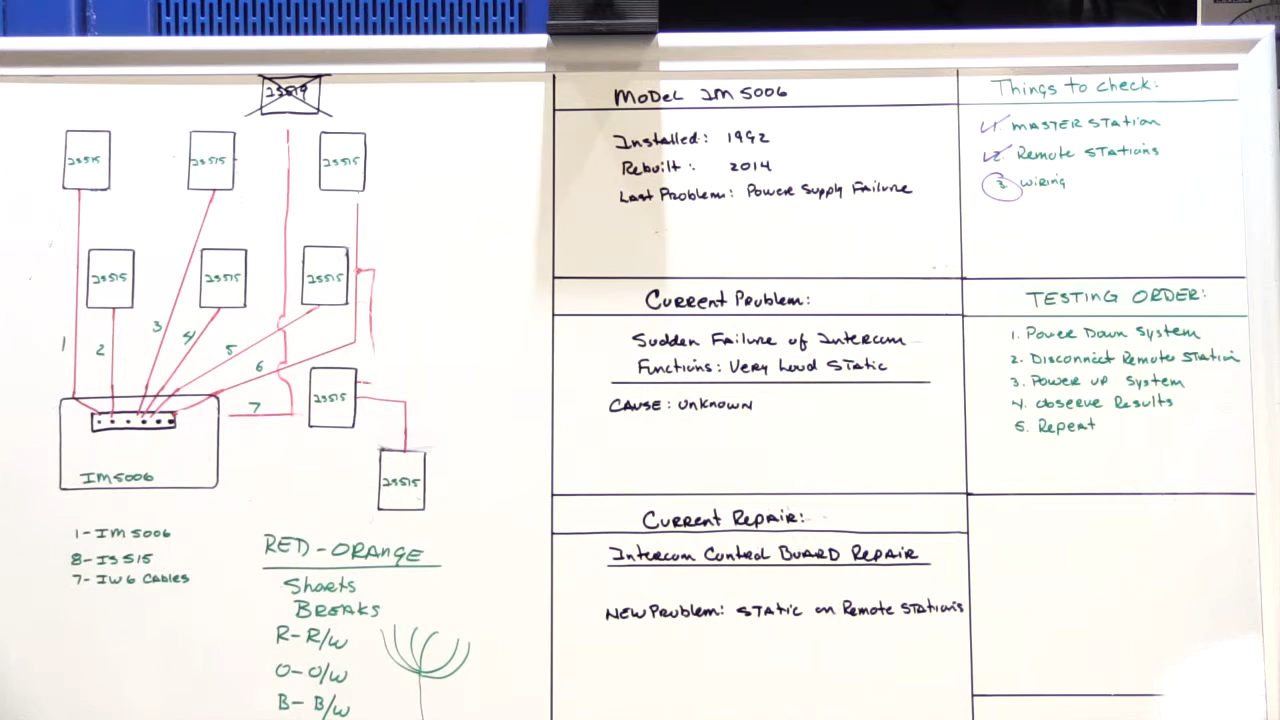 IS519
IS515
IS515
IS515
IS515
IS515
IS515
1
2
3
4
5
6
7
IS515
IS515
IM5006
1-IM5006
8-IS515
7-IW6 CABLES
RED-ORANGE
Shorts
BREAKS
R-R/W
O-O/W
B-B/W
MODEL IM5006
Installed: 1992
Rebuilt: 2014
Last Problem: Power Supply Failure
Current Problem:
Sudden Failure of Intercom
Functions: Very Loud Static
CAUSE: Unknown
Current Repair:
Intercom Control BOARD Repair
New Problem: Static on Remote Stations
Things to check:
1. MASTER STAtion
2. Remote STAtions
3. wiring
TESTING ORDER:
1. Power Down System
2. Disconnect Remote Station
3. Power up System
4. Observe Results
5. Repeat